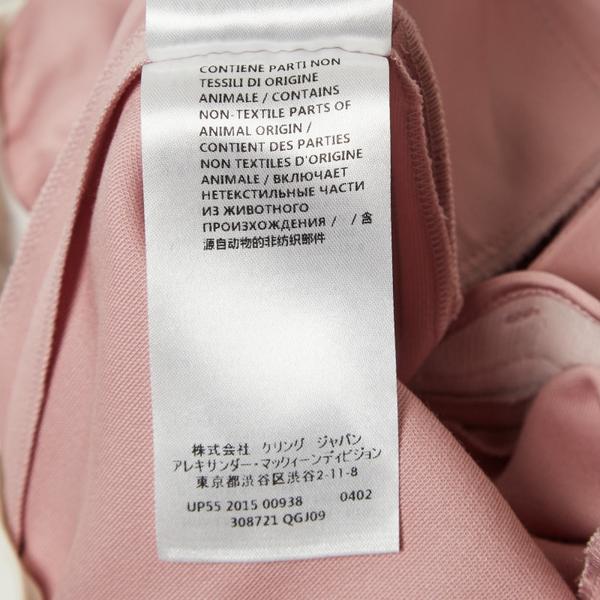 CONTIENE PARTI NON
TESSILI DI ORIGINE
ANIMALE / CONTAINS
NON-TEXTILE PARTS OF
ANIMAL ORIGIN /
CONTIENT DES PARTIES
NON TEXTILES D'ORIGINE
ANIMALE / ВКЛЮЧАЕТ
НЕТЕКСТИЛЬНЫЕ ЧАСТИ
ИЗ ЖИВОТНОГО
ПРОИСХОЖДЕНИЯ / / 含
源自动物的非纺织部件
株式会社 ケリング ジャパン
アレキサンダー・マックィーンディビジョン
東京都渋谷区渋谷2-11-8
UP55 2015 00938 0402
308721 QGJ09